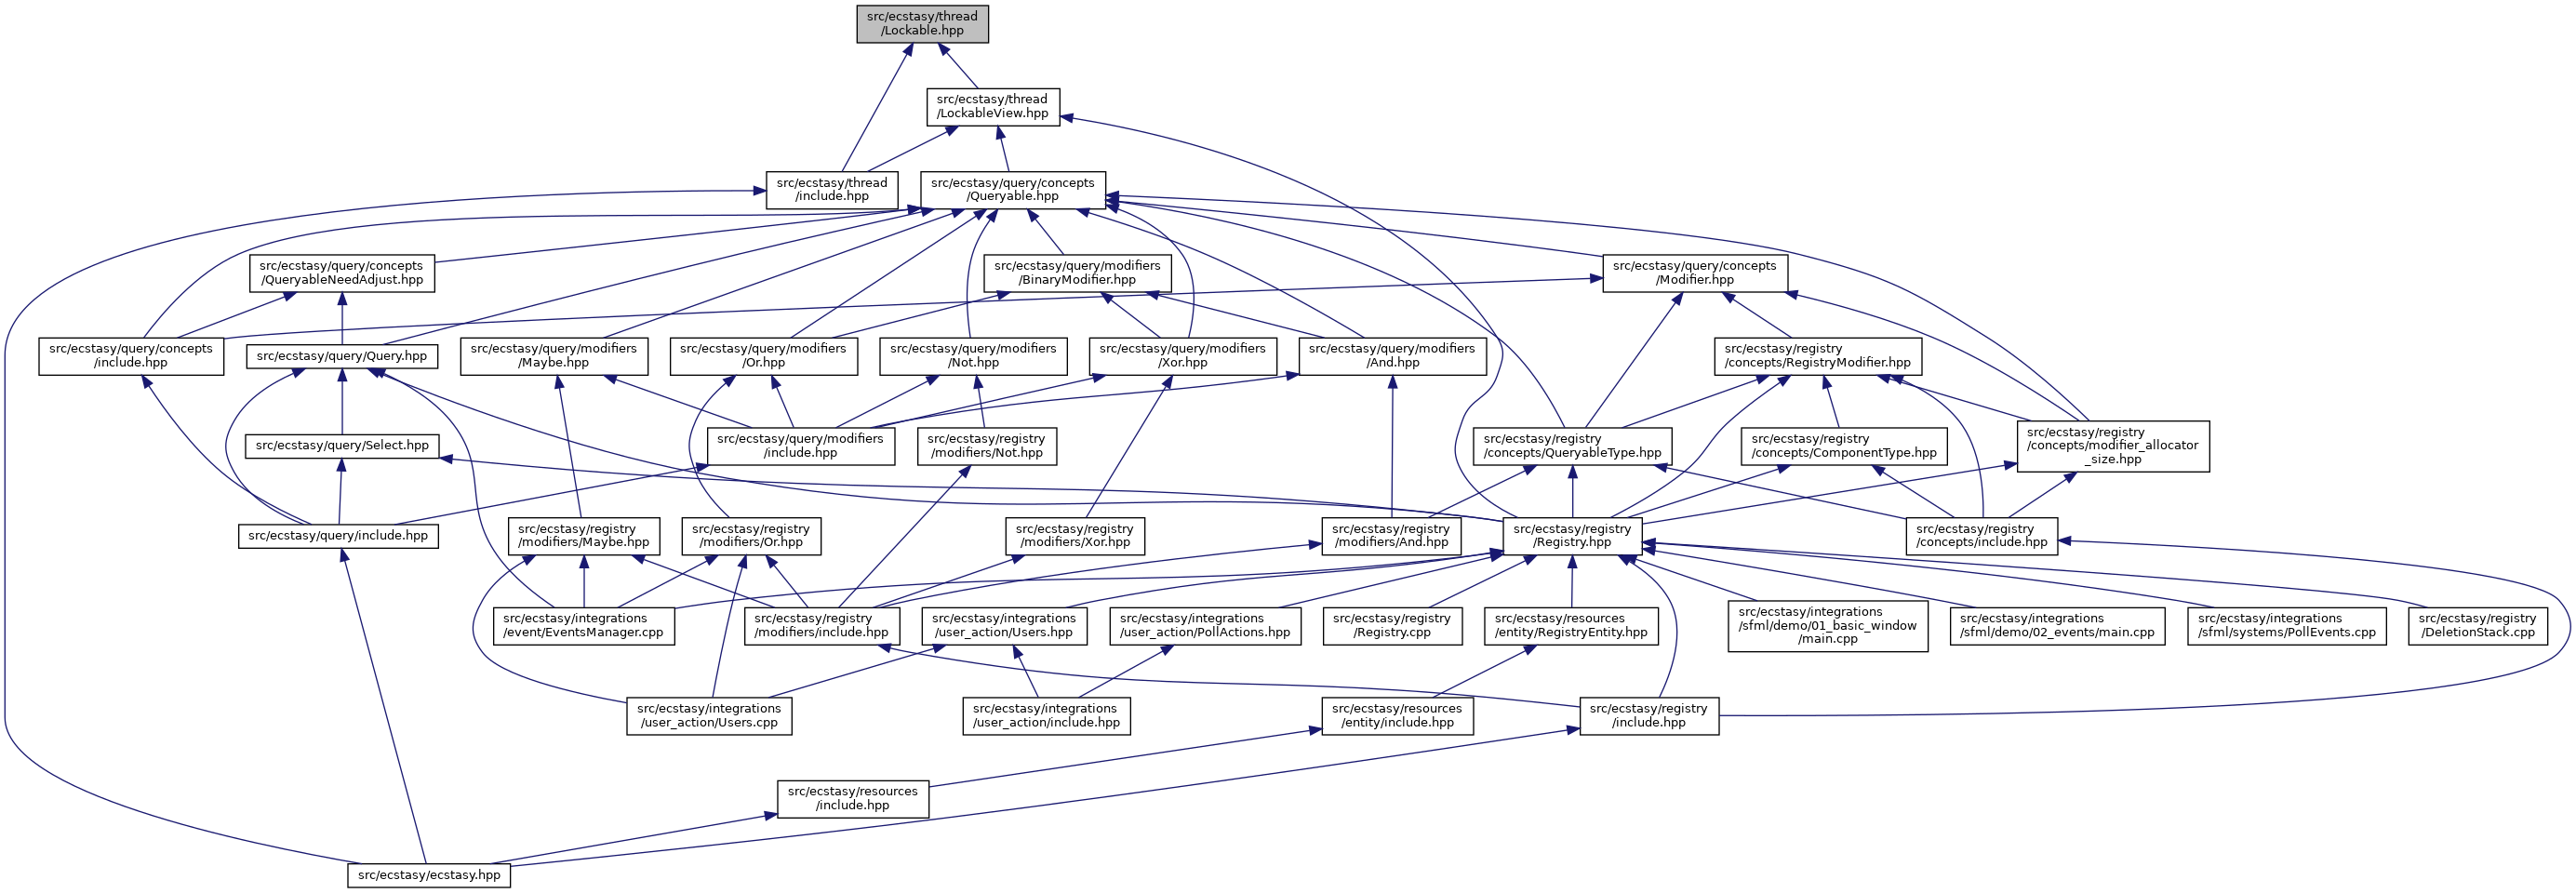 src/ecstasy/thread
/Lockable.hpp
src/ecstasy/thread
/LockableView.hpp
src/ecstasy/thread
/include.hpp
src/ecstasy/query/concepts
/Queryable.hpp
src/ecstasy/query/concepts
/QueryableNeedAdjust.hpp
src/ecstasy/query/modifiers
/BinaryModifier.hpp
src/ecstasy/query/concepts
/Modifier.hpp
src/ecstasy/query/concepts
/include.hpp
src/ecstasy/query/Query.hpp
src/ecstasy/query/modifiers
/Maybe.hpp
src/ecstasy/query/modifiers
/Or.hpp
src/ecstasy/query/modifiers
/Not.hpp
src/ecstasy/query/modifiers
/Xor.hpp
src/ecstasy/query/modifiers
/And.hpp
src/ecstasy/registry
/concepts/RegistryModifier.hpp
src/ecstasy/query/Select.hpp
src/ecstasy/query/modifiers
/include.hpp
src/ecstasy/registry
/modifiers/Not.hpp
src/ecstasy/registry
/concepts/QueryableType.hpp
src/ecstasy/registry
/concepts/ComponentType.hpp
src/ecstasy/registry
/concepts/modifier_allocator
_size.hpp
src/ecstasy/query/include.hpp
src/ecstasy/registry
/modifiers/Maybe.hpp
src/ecstasy/registry
/modifiers/Or.hpp
src/ecstasy/registry
/modifiers/Xor.hpp
src/ecstasy/registry
/modifiers/And.hpp
src/ecstasy/registry
/Registry.hpp
src/ecstasy/registry
/concepts/include.hpp
src/ecstasy/integrations
/event/EventsManager.cpp
src/ecstasy/registry
/modifiers/include.hpp
src/ecstasy/integrations
/user_action/Users.hpp
src/ecstasy/integrations
/user_action/PollActions.hpp
src/ecstasy/registry
/Registry.cpp
src/ecstasy/resources
/entity/RegistryEntity.hpp
src/ecstasy/integrations
/sfml/demo/01_basic_window
/main.cpp
src/ecstasy/integrations
/sfml/demo/02_events/main.cpp
src/ecstasy/integrations
/sfml/systems/PollEvents.cpp
src/ecstasy/registry
/DeletionStack.cpp
src/ecstasy/integrations
/user_action/Users.cpp
src/ecstasy/integrations
/user_action/include.hpp
src/ecstasy/resources
/entity/include.hpp
src/ecstasy/registry
/include.hpp
src/ecstasy/resources
/include.hpp
src/ecstasy/ecstasy.hpp